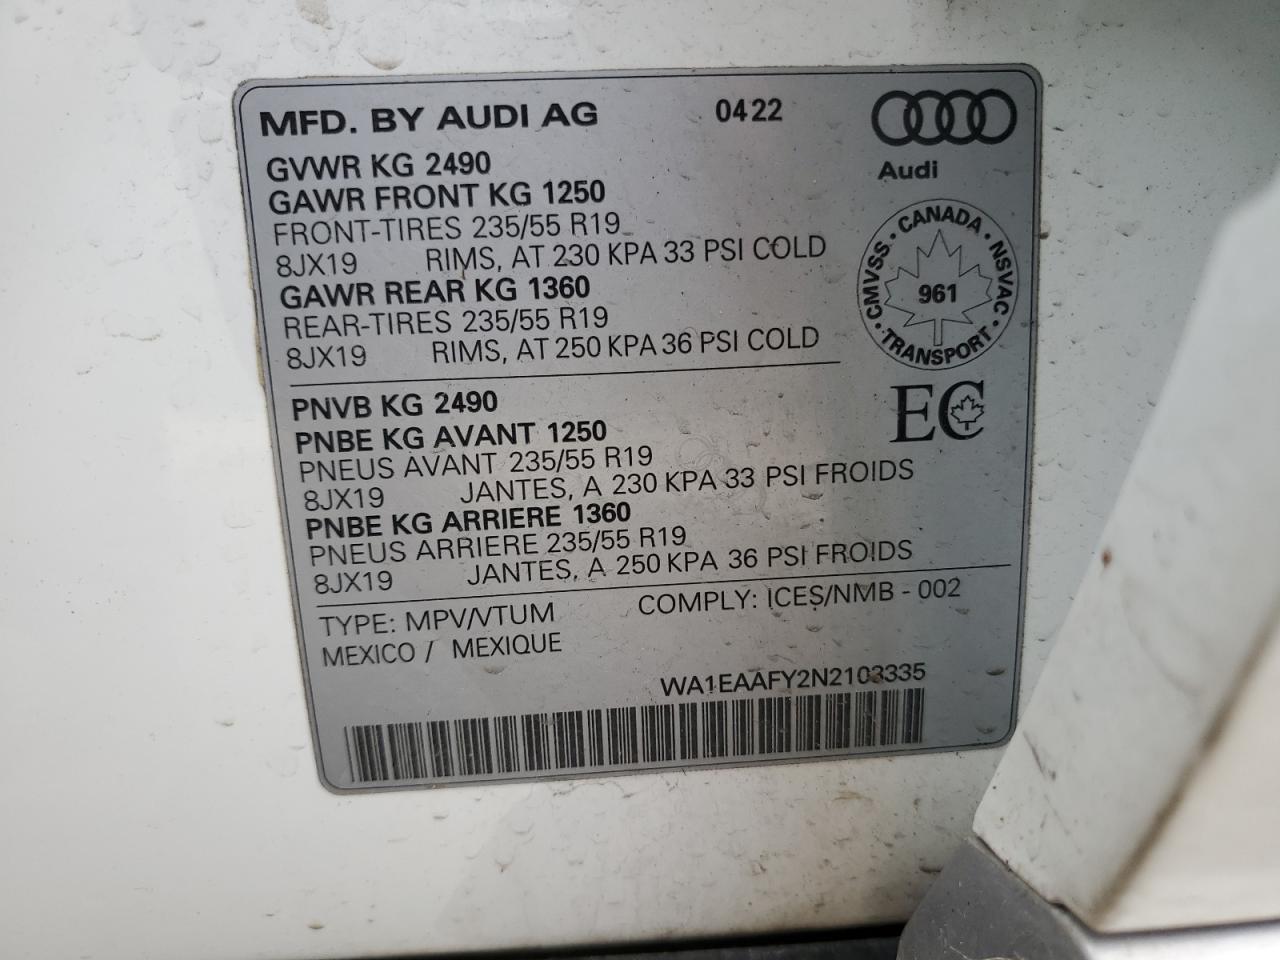 MFD. BY AUDI AG 0422
Audi
GVWR KG 2490
GAWR FRONT KG 1250
FRONT-TIRES 235/55 R19
8JX19 RIMS, AT 230 KPA 33 PSI COLD
GAWR REAR KG 1360
REAR-TIRES 235/55 R19
8JX19 RIMS, AT 250 KPA 36 PSI COLD
CMVSS • CANADA • NSVAC • TRANSPORT •
961
EC
PNVB KG 2490
PNBE KG AVANT 1250
PNEUS AVANT 235/55 R19
8JX19 JANTES, A 230 KPA 33 PSI FROIDS
PNBE KG ARRIERE 1360
PNEUS ARRIERE 235/55 R19
8JX19 JANTES, A 250 KPA 36 PSI FROIDS
TYPE: MPV/VTUM COMPLY: ICES/NMB - 002
MEXICO / MEXIQUE
WA1EAAFY2N2103335